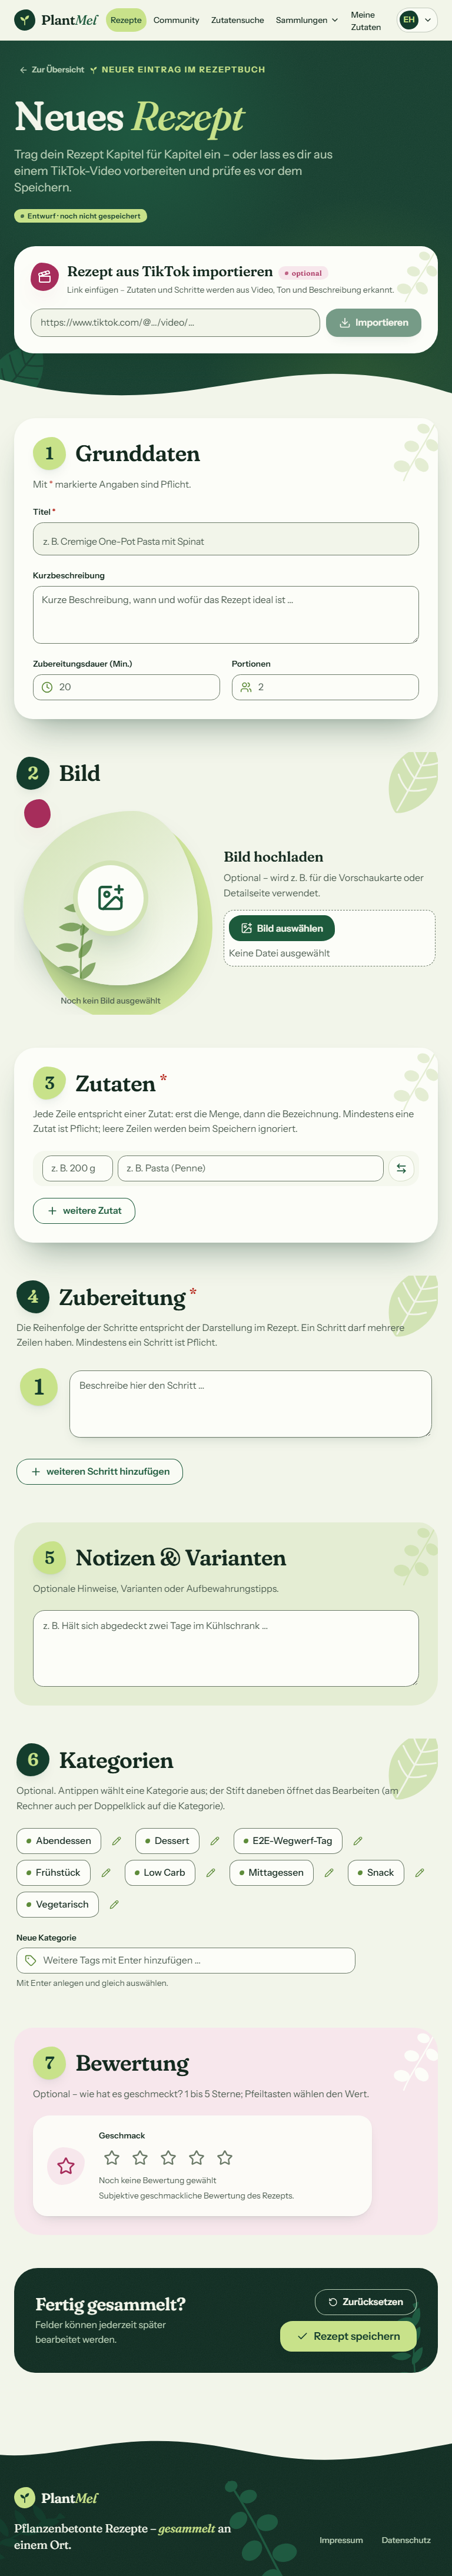 PlantMel
Rezepte
Community
Zutatensuche
Sammlungen
Meine
Zutaten
EH
Zur Übersicht
NEUER EINTRAG IM REZEPTBUCH
Neues Rezept
Trag dein Rezept Kapitel für Kapitel ein – oder lass es dir aus
einem TikTok-Video vorbereiten und prüfe es vor dem
Speichern.
Entwurf · noch nicht gespeichert
Rezept aus TikTok importieren
optional
Link einfügen – Zutaten und Schritte werden aus Video, Ton und Beschreibung erkannt.
https://www.tiktok.com/@.../video/...
Importieren
1 Grunddaten
Mit * markierte Angaben sind Pflicht.
Titel *
z. B. Cremige One-Pot Pasta mit Spinat
Kurzbeschreibung
Kurze Beschreibung, wann und wofür das Rezept ideal ist ...
Zubereitungsdauer (Min.)
Portionen
20
2
2 Bild
Noch kein Bild ausgewählt
Bild hochladen
Optional – wird z. B. für die Vorschaukarte oder
Detailseite verwendet.
Bild auswählen
Keine Datei ausgewählt
3 Zutaten *
Jede Zeile entspricht einer Zutat: erst die Menge, dann die Bezeichnung. Mindestens eine
Zutat ist Pflicht; leere Zeilen werden beim Speichern ignoriert.
z. B. 200 g
z. B. Pasta (Penne)
weitere Zutat
4 Zubereitung *
Die Reihenfolge der Schritte entspricht der Darstellung im Rezept. Ein Schritt darf mehrere
Zeilen haben. Mindestens ein Schritt ist Pflicht.
1
Beschreibe hier den Schritt ...
weiteren Schritt hinzufügen
5 Notizen & Varianten
Optionale Hinweise, Varianten oder Aufbewahrungstipps.
z. B. Hält sich abgedeckt zwei Tage im Kühlschrank ...
6 Kategorien
Optional. Antippen wählt eine Kategorie aus; der Stift daneben öffnet das Bearbeiten (am
Rechner auch per Doppelklick auf die Kategorie).
Abendessen
Dessert
E2E-Wegwerf-Tag
Frühstück
Low Carb
Mittagessen
Snack
Vegetarisch
Neue Kategorie
Weitere Tags mit Enter hinzufügen ...
Mit Enter anlegen und gleich auswählen.
7 Bewertung
Optional – wie hat es geschmeckt? 1 bis 5 Sterne; Pfeiltasten wählen den Wert.
Geschmack
Noch keine Bewertung gewählt
Subjektive geschmackliche Bewertung des Rezepts.
Fertig gesammelt?
Felder können jederzeit später
bearbeitet werden.
Zurücksetzen
Rezept speichern
PlantMel
Pflanzenbetonte Rezepte – gesammelt an
einem Ort.
Impressum
Datenschutz